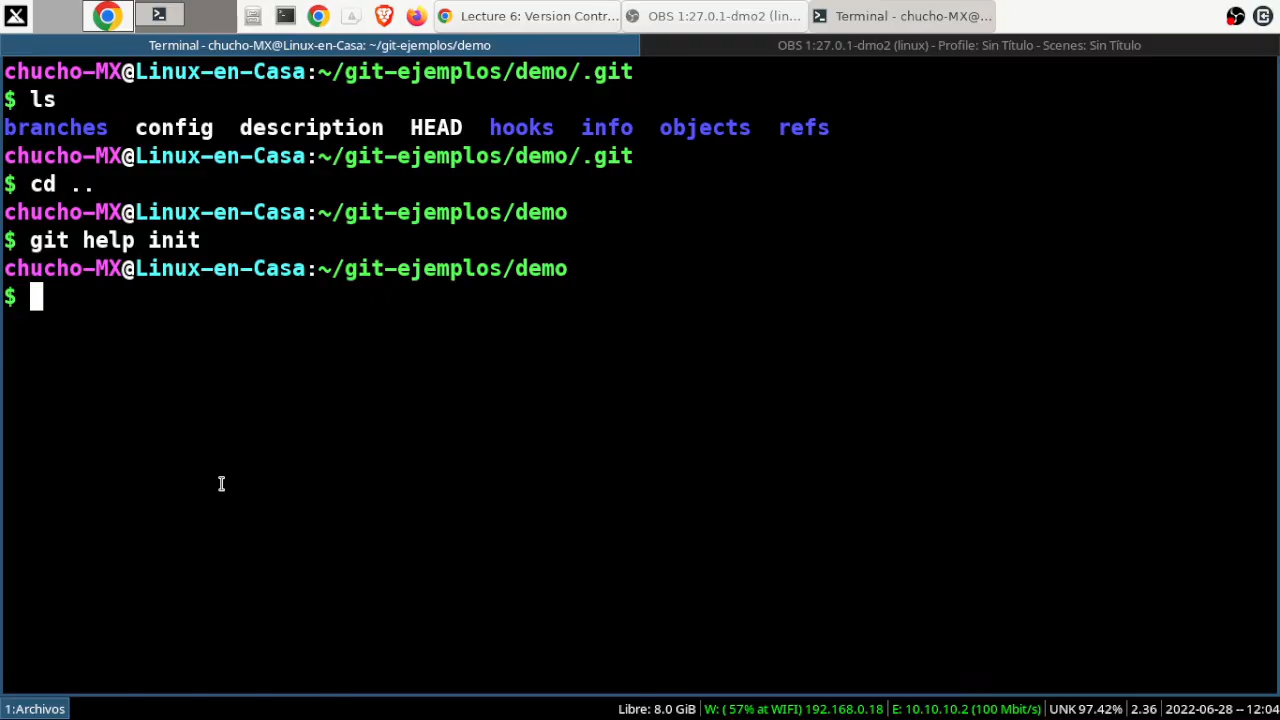 Lecture 6: Version Contr...
OBS 1:27.0.1-dmo2 (lin...
Terminal - chucho-MX@...
Terminal - chucho-MX@Linux-en-Casa: ~/git-ejemplos/demo
OBS 1:27.0.1-dmo2 (linux) - Profile: Sin Título - Scenes: Sin Título
chucho-MX@Linux-en-Casa:~/git-ejemplos/demo/.git
$ ls
branches config description HEAD hooks info objects refs
chucho-MX@Linux-en-Casa:~/git-ejemplos/demo/.git
$ cd ..
chucho-MX@Linux-en-Casa:~/git-ejemplos/demo
$ git help init
chucho-MX@Linux-en-Casa:~/git-ejemplos/demo
$
1:Archivos
Libre: 8.0 GiB | W: ( 57% at WIFI) 192.168.0.18 | E: 10.10.10.2 (100 Mbit/s) | UNK 97.42% | 2.36 | 2022-06-28 -- 12:04